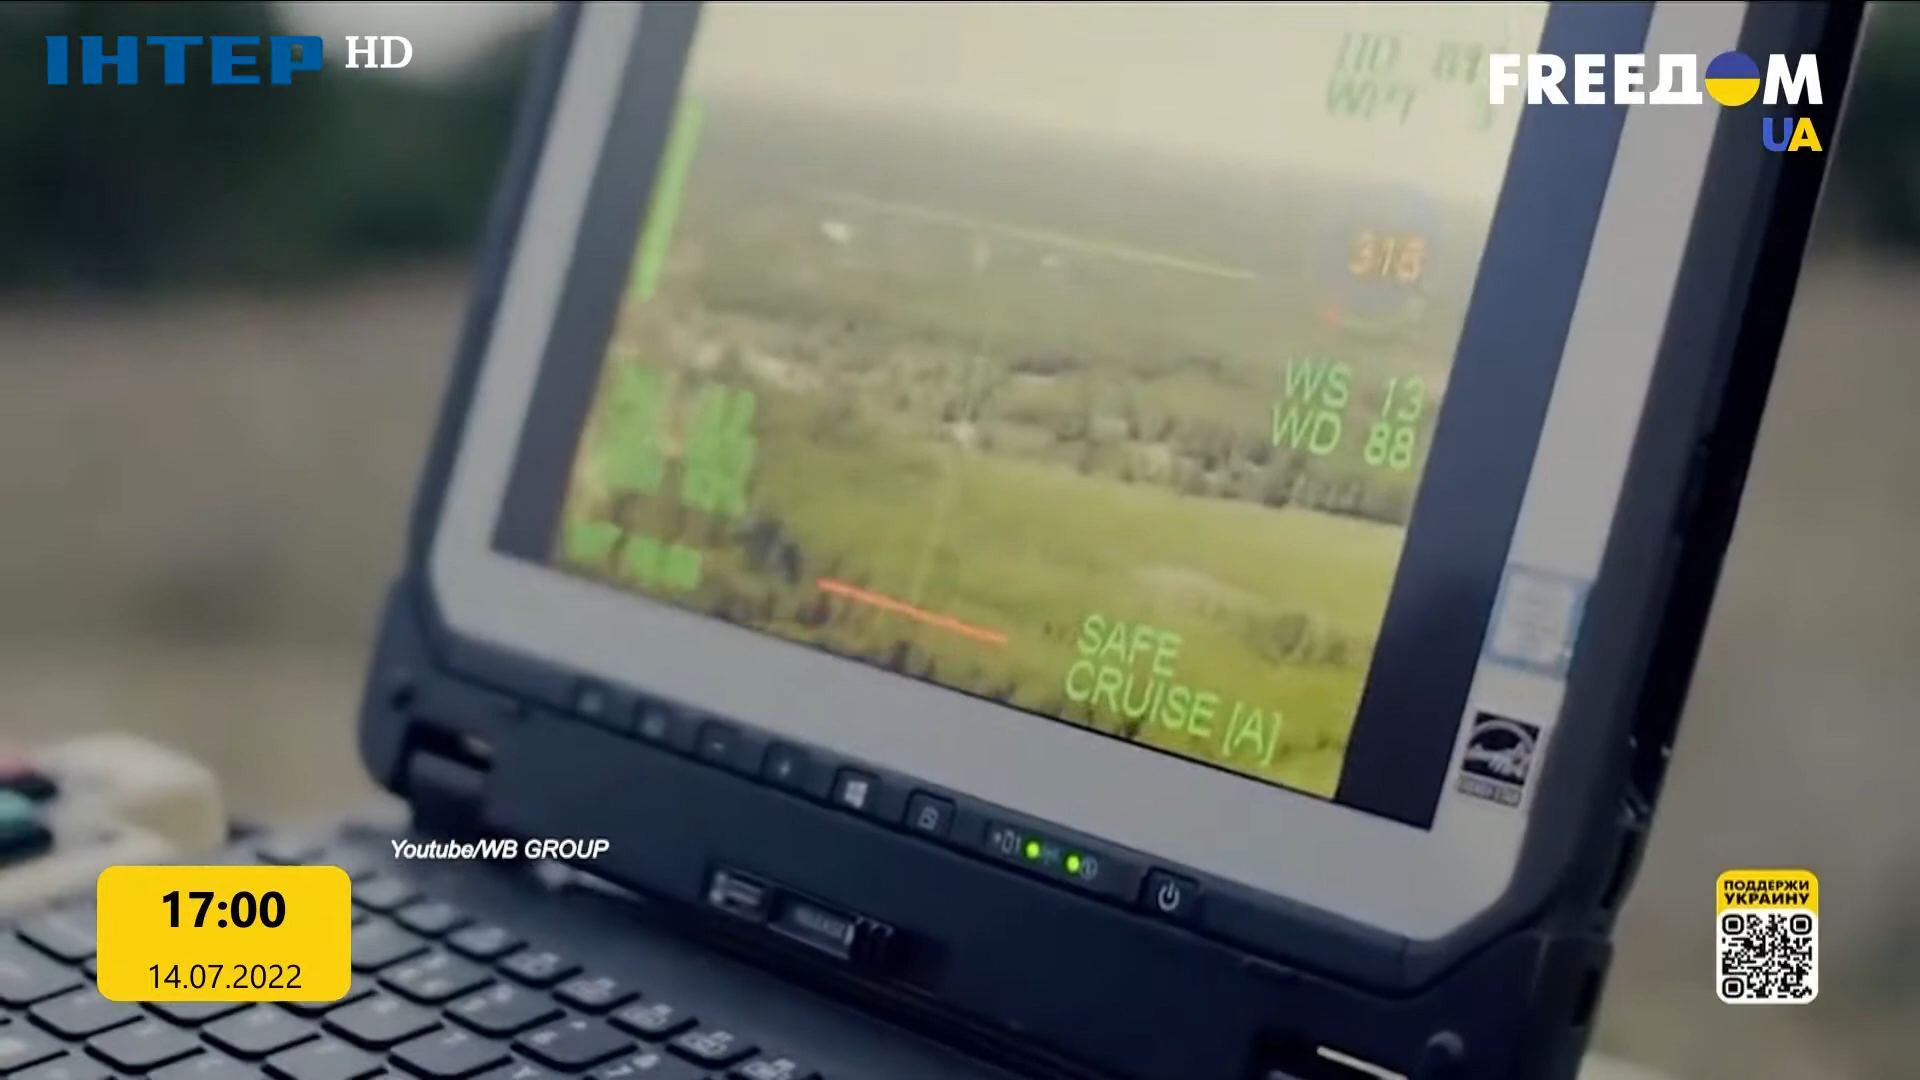 ІНТЕР HD
FREEДOM
UA
WPT
315
WS 13
WD 88
SAFE
CRUISE [A]
Youtube/WB GROUP
17:00
14.07.2022
ПОДДЕРЖИ
УКРАИНУ